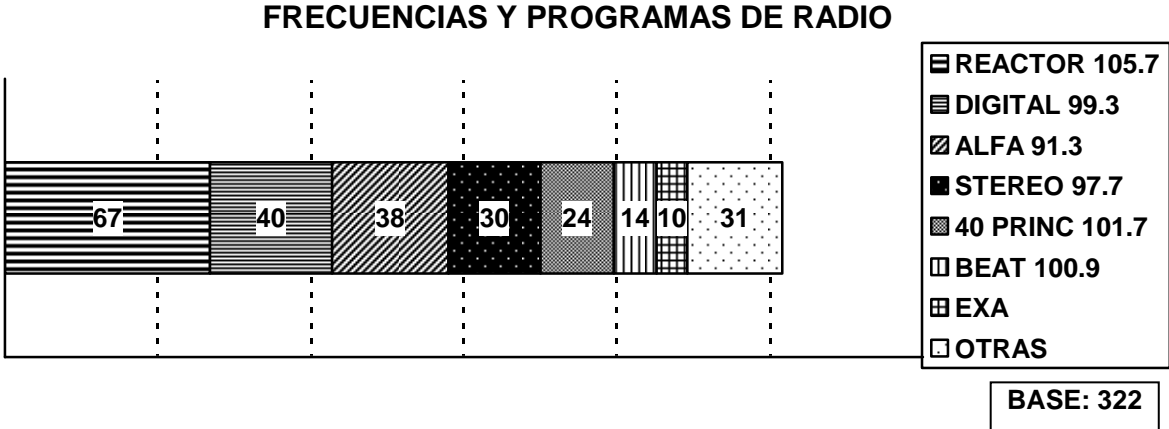 FRECUENCIAS Y PROGRAMAS DE RADIO
REACTOR 105.7
DIGITAL 99.3
ALFA 91.3
STEREO 97.7
40 PRINC 101.7
BEAT 100.9
EXA
OTRAS
67 40 38 30 24 14 10 31
BASE: 322